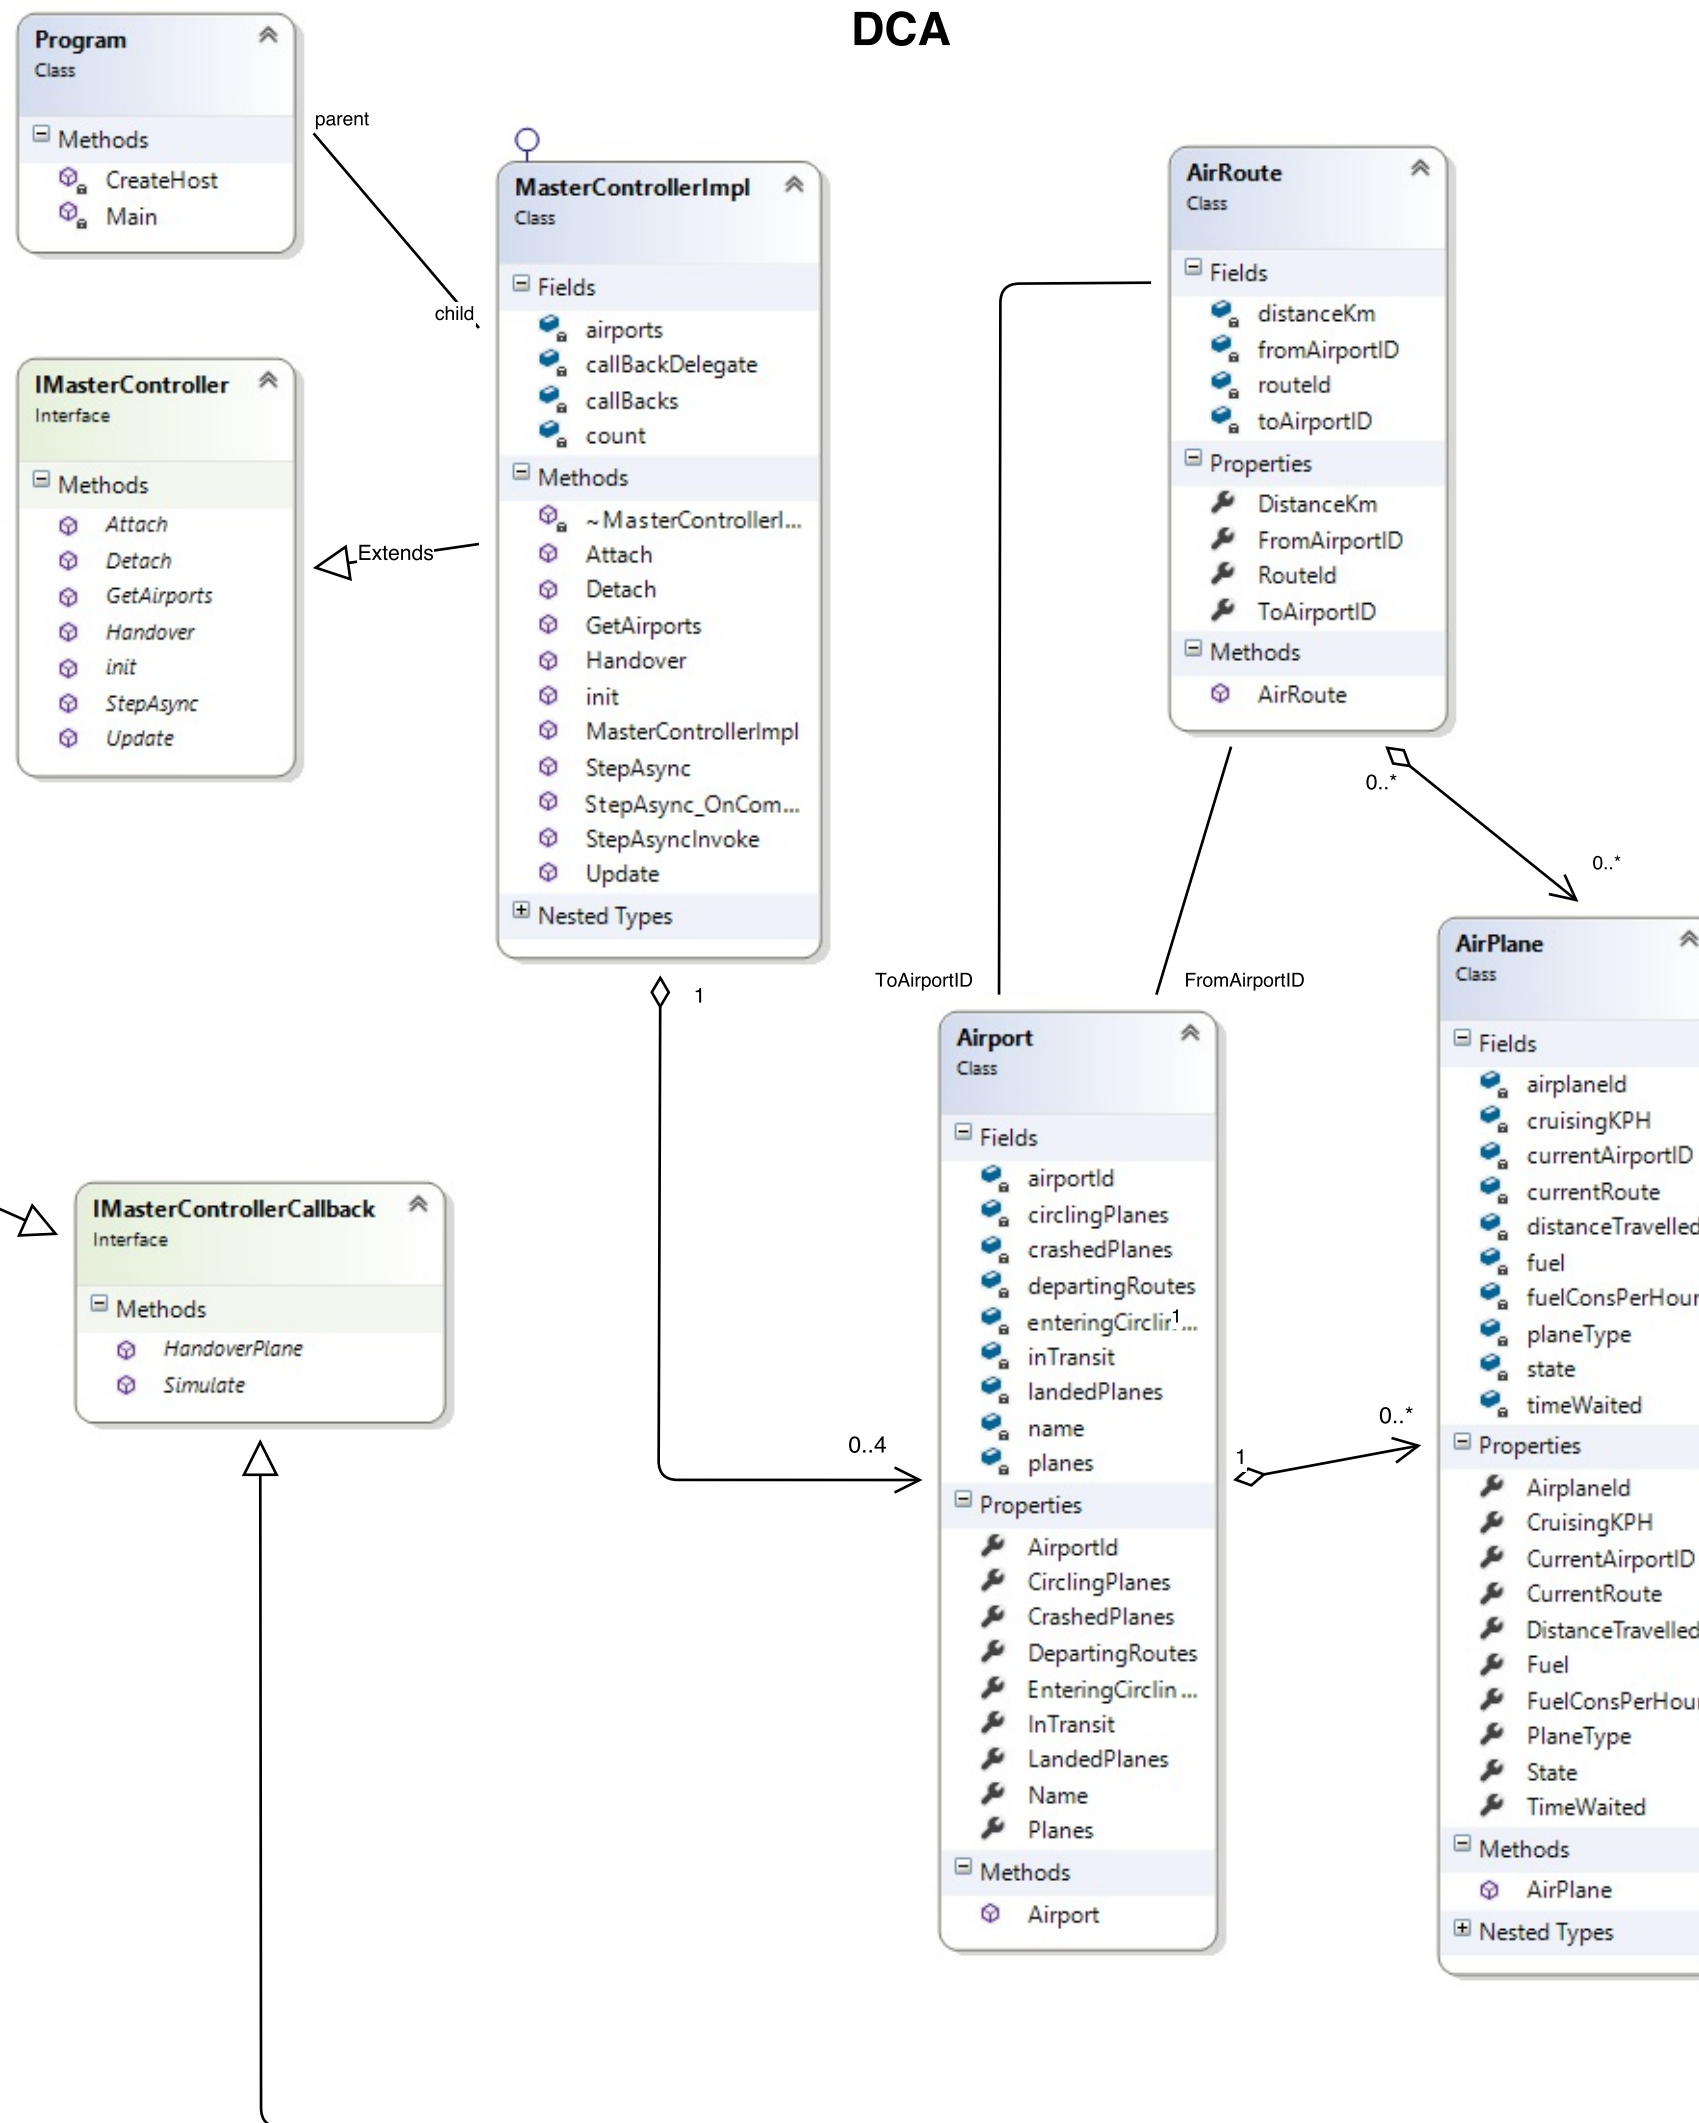 DCA
Program
Class
Methods
CreateHost
Main
parent
child
IMasterController
Interface
Methods
Attach
Detach
GetAirports
Handover
init
StepAsync
Update
Extends
MasterControllerImpl
Class
Fields
airports
callBackDelegate
callBacks
count
Methods
~MasterControllerI...
Attach
Detach
GetAirports
Handover
init
MasterControllerImpl
StepAsync
StepAsync_OnCom...
StepAsyncInvoke
Update
Nested Types
1
0..4
IMasterControllerCallback
Interface
Methods
HandoverPlane
Simulate
AirRoute
Class
Fields
distanceKm
fromAirportID
routeId
toAirportID
Properties
DistanceKm
FromAirportID
RouteId
ToAirportID
Methods
AirRoute
0..*
0..*
ToAirportID
FromAirportID
Airport
Class
Fields
airportId
circlingPlanes
crashedPlanes
departingRoutes
enteringCirclin...
1
inTransit
landedPlanes
name
planes
Properties
AirportId
CirclingPlanes
CrashedPlanes
DepartingRoutes
EnteringCirclin...
InTransit
LandedPlanes
Name
Planes
Methods
Airport
1
0..*
AirPlane
Class
Fields
airplaneId
cruisingKPH
currentAirportID
currentRoute
distanceTravelled
fuel
fuelConsPerHour
planeType
state
timeWaited
Properties
AirplaneId
CruisingKPH
CurrentAirportID
CurrentRoute
DistanceTravelled
Fuel
FuelConsPerHour
PlaneType
State
TimeWaited
Methods
AirPlane
Nested Types